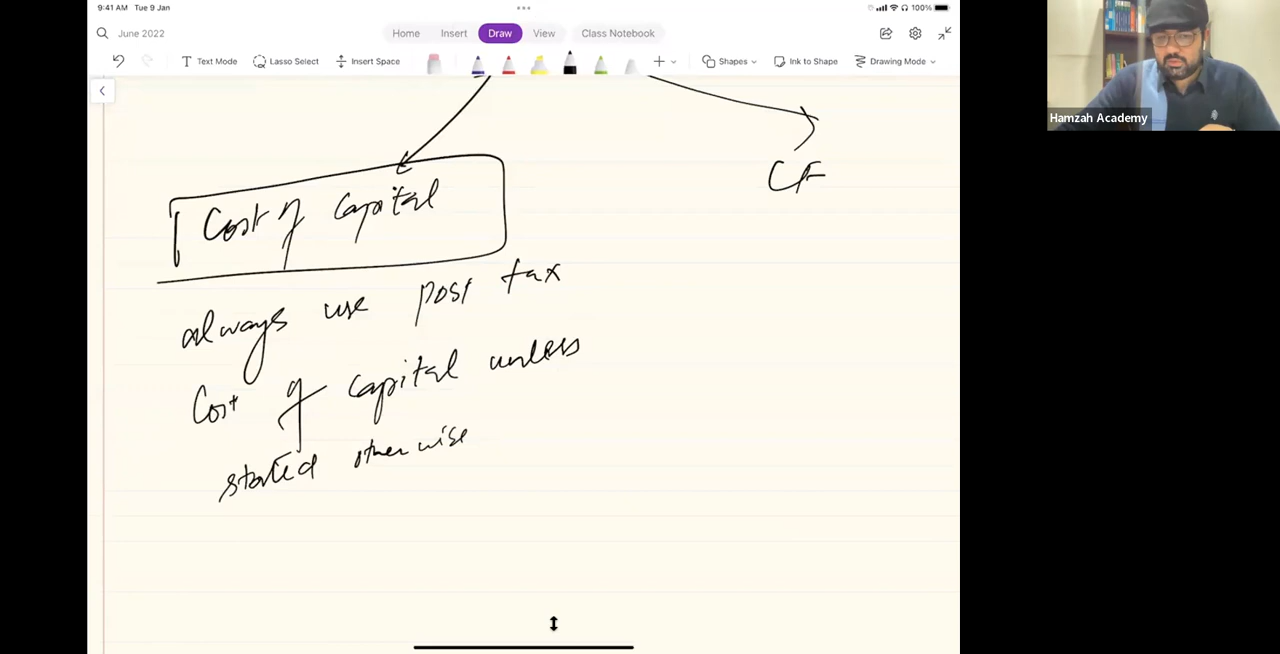 9:41 AM Tue 9 Jan
100%
June 2022
Home Insert Draw View Class Notebook
Text Mode Lasso Select Insert Space Shapes Ink to Shape Drawing Mode
Hamzah Academy
CF
Cost of capital
always use post tax
Cost of capital unless
stated otherwise